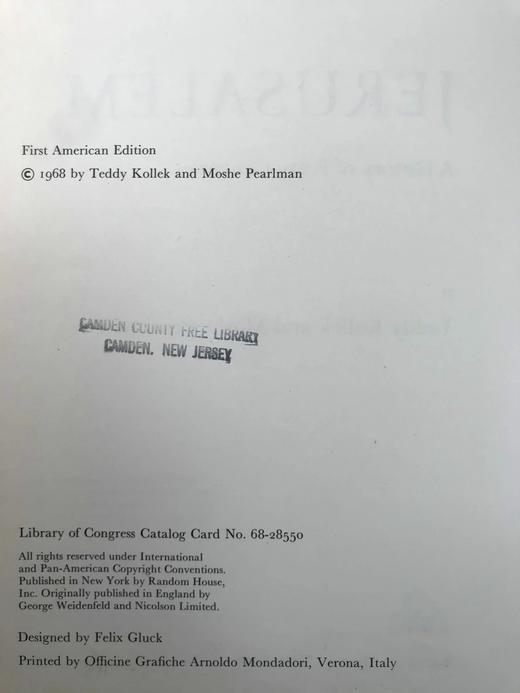 JERUSALEM
First American Edition
© 1968 by Teddy Kollek and Moshe Pearlman
CAMDEN COUNTY FREE LIBRARY
CAMDEN, NEW JERSEY
Library of Congress Catalog Card No. 68-28550
All rights reserved under International
and Pan-American Copyright Conventions.
Published in New York by Random House,
Inc. Originally published in England by
George Weidenfeld and Nicolson Limited.
Designed by Felix Gluck
Printed by Officine Grafiche Arnoldo Mondadori, Verona, Italy